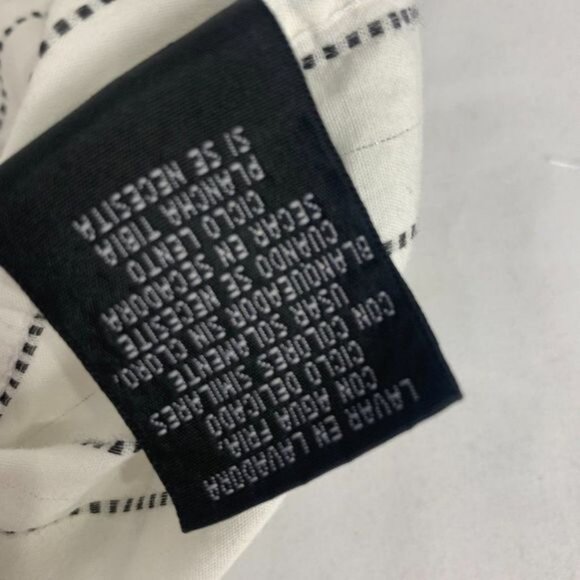 LAVAR EN LAVADORA
CON AGUA FRIA,
CICLO DELICADO
CON COLORES SIMILARES
USAR SOLAMENTE
BLANQUEADOR SIN CLORO,
CUANDO SE NECESITE
SECAR EN SECADORA
CICLO LENTO
PLANCHA TIBIA
SI SE NECESITA